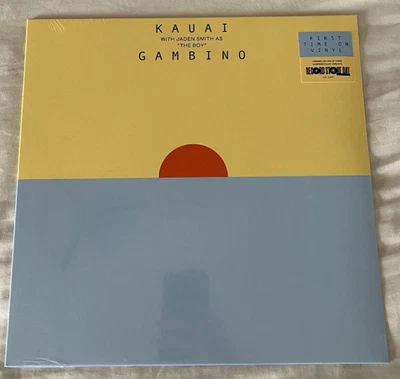 KAUAI
WITH JADEN SMITH AS
"THE BOY"
GAMBINO
FIRST
TIME ON
VINYL
RECORD STORE DAY